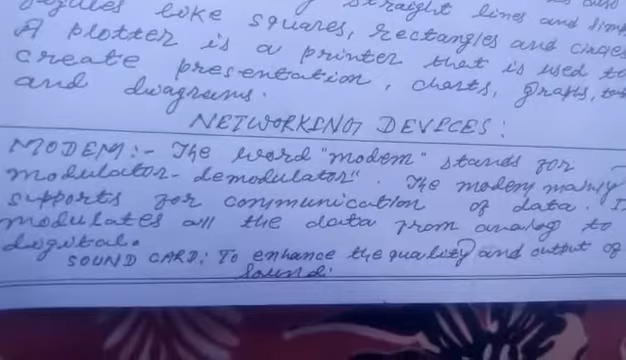 figures like squares, rectangles and circles
A plotter is a printer that is used to
create presentation, charts, graphs,
and diagrams.
NETWORKING DEVICES:
MODEM:- The word "modem" stands for
modulator-demodulator". The modem mainly
supports for communication of data. I
modulates all the data from analog to
digital.
SOUND CARD: To enhance the quality and output of
Sound: